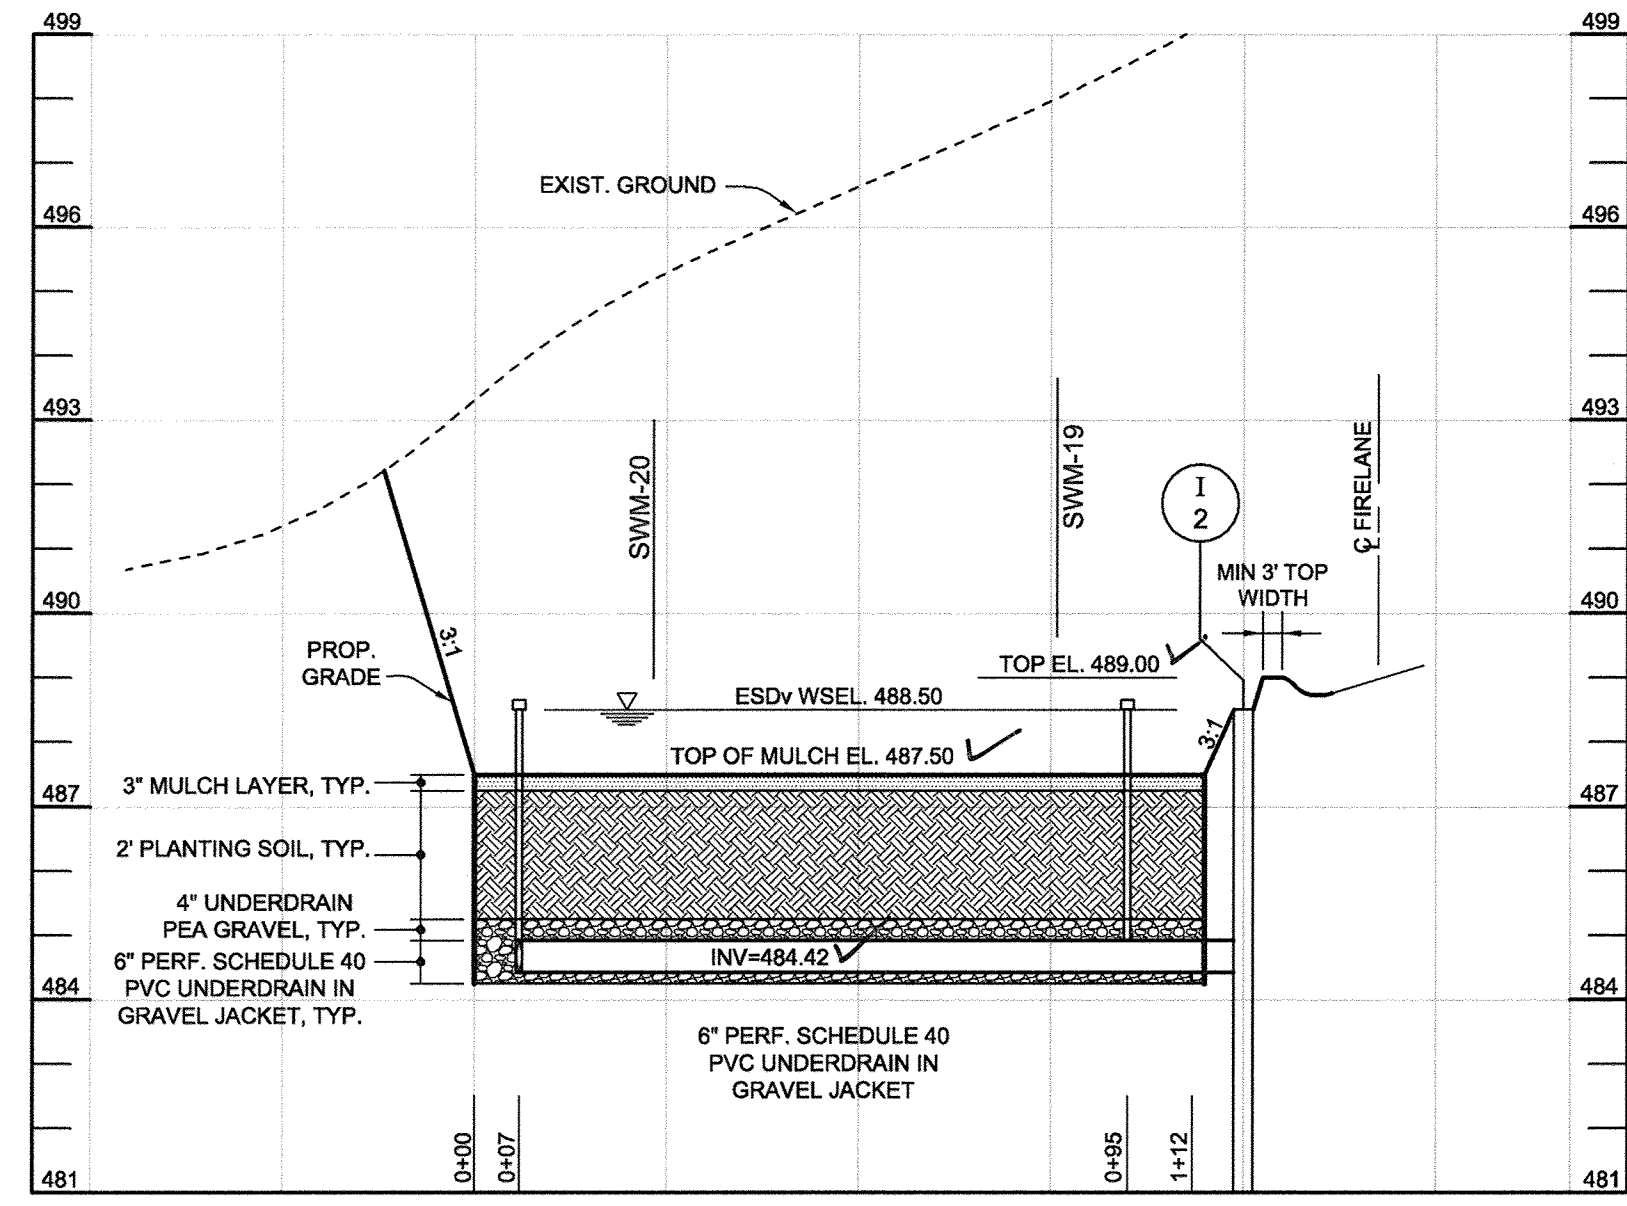 499
499
EXIST. GROUND
496
496
493
493
SWM-20
SWM-19
I
2
℄ FIRELANE
MIN 3' TOP
WIDTH
490
490
3:1
PROP.
GRADE
TOP EL. 489.00
ESDv WSEL. 488.50
3:1
TOP OF MULCH EL. 487.50
3" MULCH LAYER, TYP.
487
487
2' PLANTING SOIL, TYP.
4" UNDERDRAIN
PEA GRAVEL, TYP.
INV=484.42
6" PERF. SCHEDULE 40
PVC UNDERDRAIN IN
GRAVEL JACKET, TYP.
484
484
6" PERF. SCHEDULE 40
PVC UNDERDRAIN IN
GRAVEL JACKET
0+00
0+07
0+95
1+12
481
481